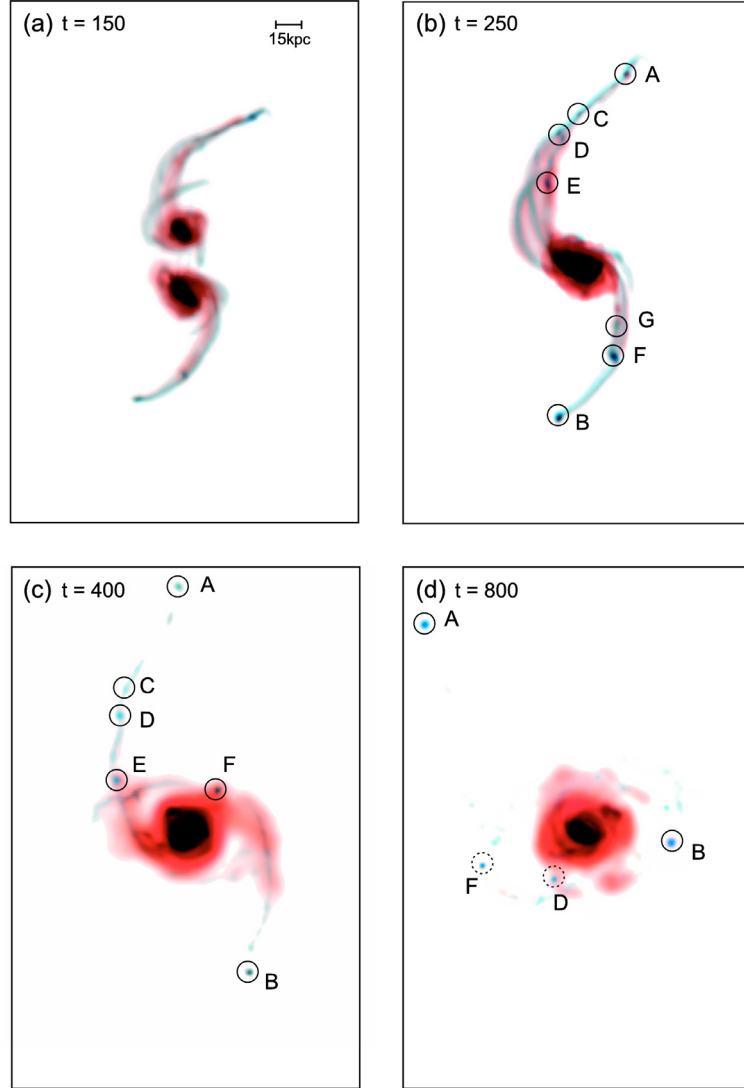 (a) t = 150
15kpc
(b) t = 250
A
C
D
E
G
F
B
(c) t = 400
A
C
D
E
F
B
(d) t = 800
A
B
F
D